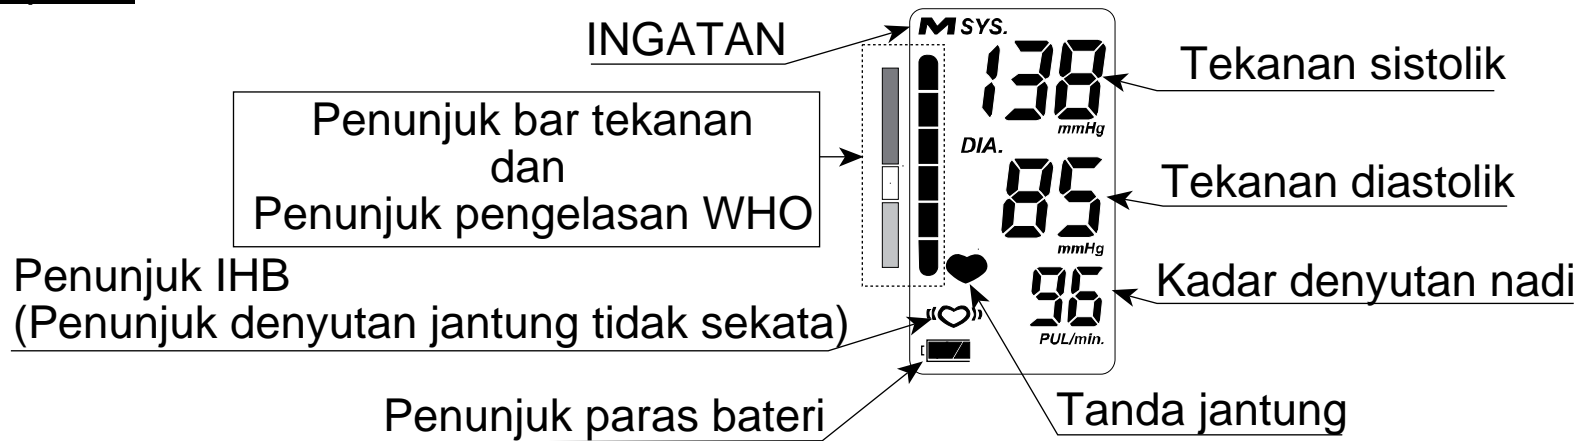 INGATAN
M SYS.
138
mmHg
Tekanan sistolik
Penunjuk bar tekanan
dan
Penunjuk pengelasan WHO
DIA.
85
mmHg
Tekanan diastolik
Penunjuk IHB
(Penunjuk denyutan jantung tidak sekata)
96
PUL/min.
Kadar denyutan nadi
Penunjuk paras bateri
Tanda jantung